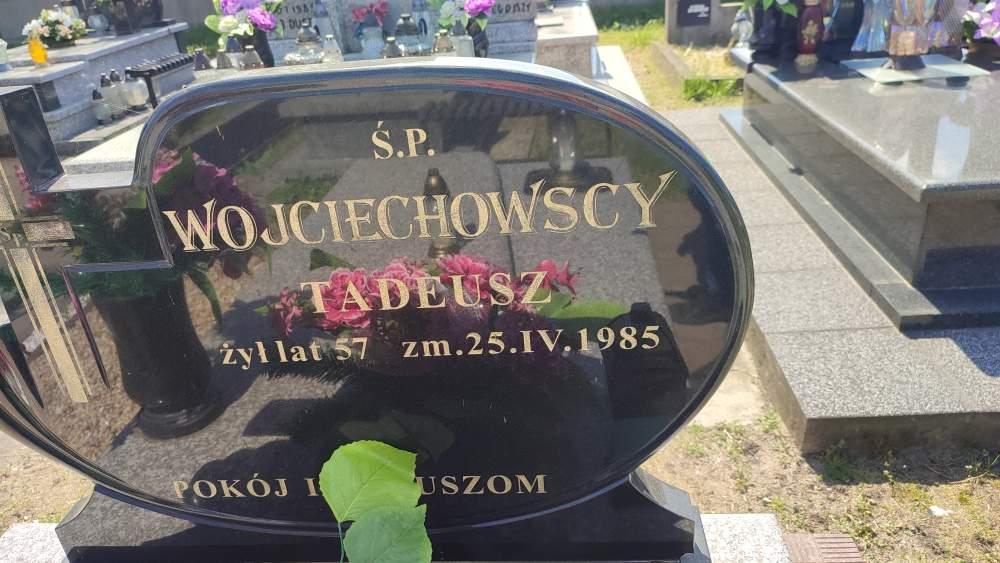 Ś.P.
WOJCIECHOWSCY
TADEUSZ
żył lat 57 zm.25.IV.1985
POKÓJ